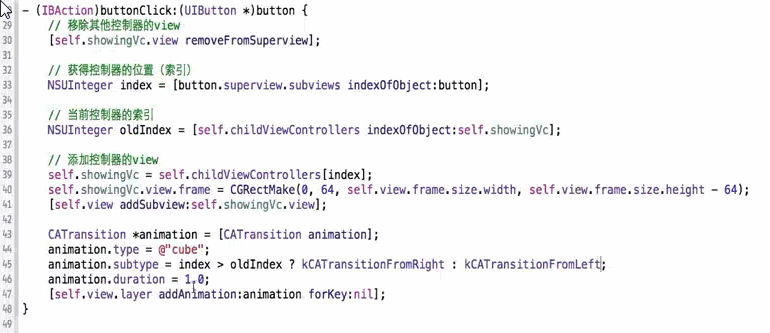 28 - (IBAction)buttonClick:(UIButton *)button {
29 // 移除其他控制器的view
30 [self.showingVc.view removeFromSuperview];
31
32 // 获得控制器的位置（索引）
33 NSUInteger index = [button.superview.subviews indexOfObject:button];
34
35 // 当前控制器的索引
36 NSUInteger oldIndex = [self.childViewControllers indexOfObject:self.showingVc];
37
38 // 添加控制器的view
39 self.showingVc = self.childViewControllers[index];
40 self.showingVc.view.frame = CGRectMake(0, 64, self.view.frame.size.width, self.view.frame.size.height - 64);
41 [self.view addSubview:self.showingVc.view];
42
43 CATransition *animation = [CATransition animation];
44 animation.type = @"cube";
45 animation.subtype = index > oldIndex ? kCATransitionFromRight : kCATransitionFromLeft;
46 animation.duration = 1.0;
47 [self.view.layer addAnimation:animation forKey:nil];
48 }
49